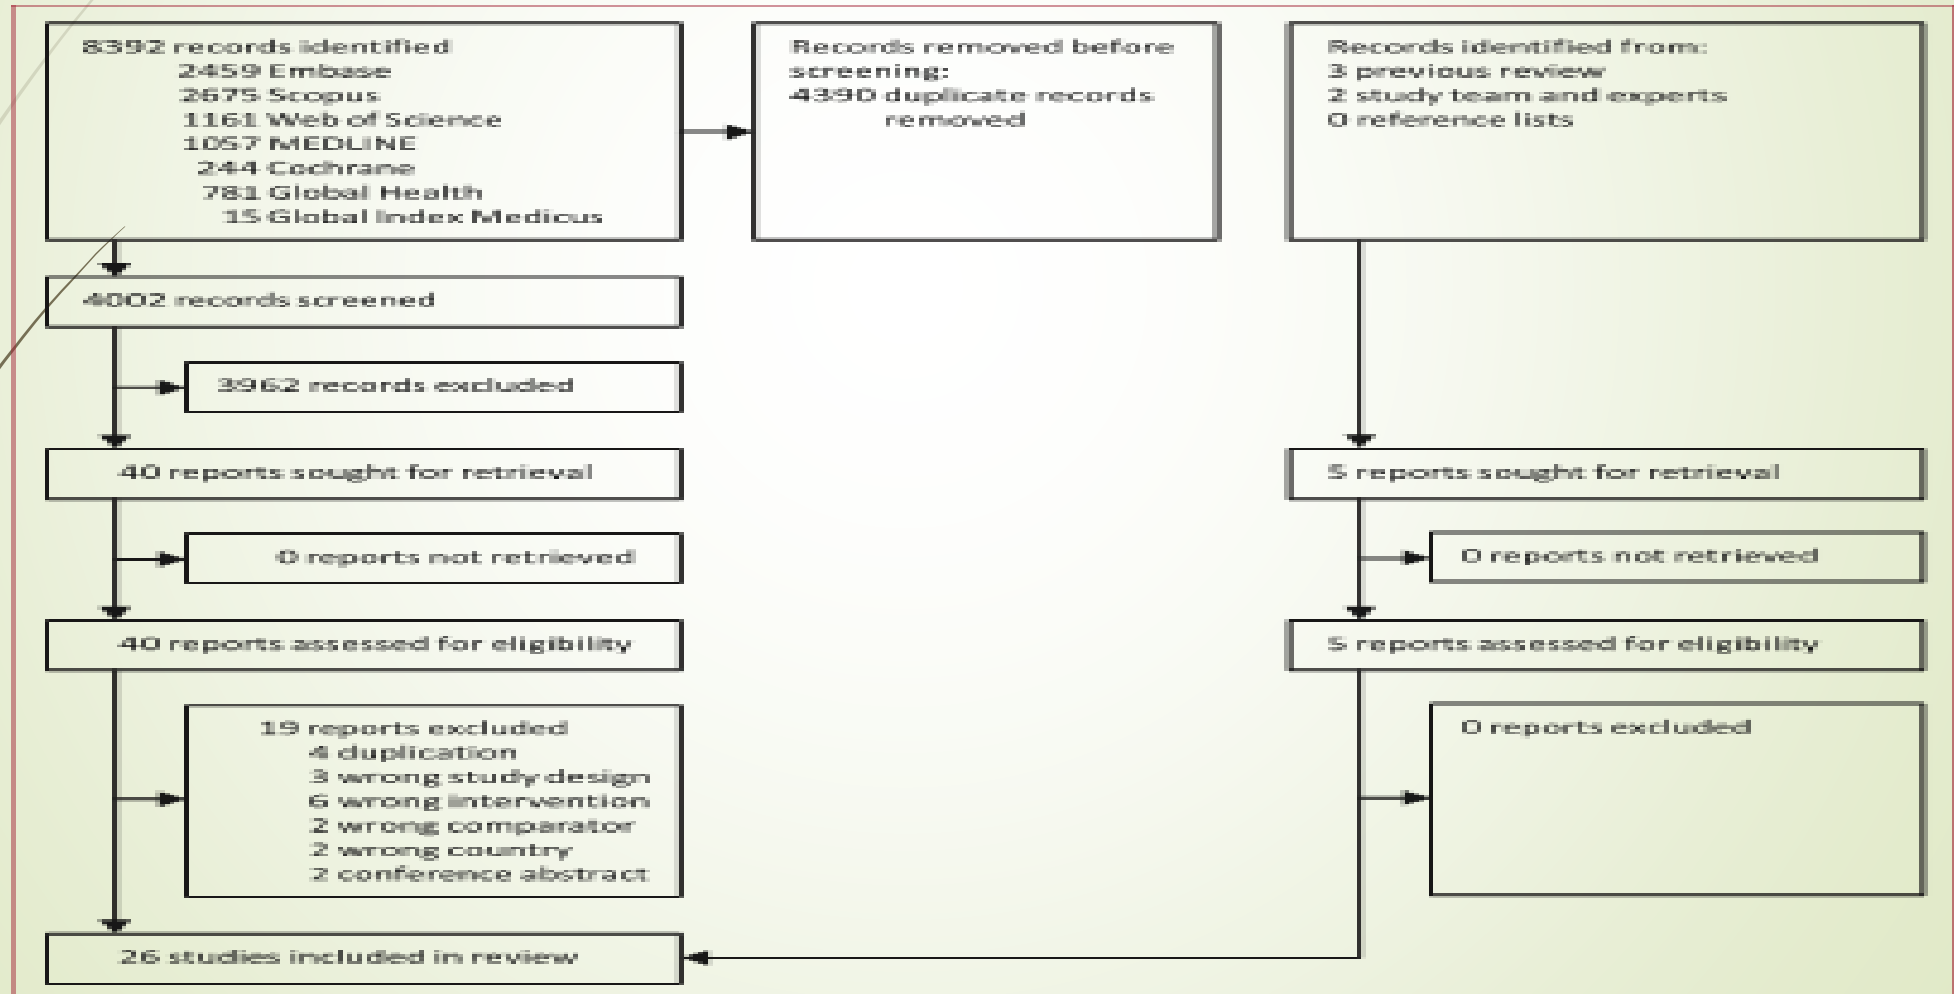 8392 records identified
2459 Embase
2675 Scopus
1161 Web of Science
1057 MEDLINE
244 Cochrane
781 Global Health
15 Global Index Medicus
Records removed before
screening:
4390 duplicate records
removed
Records identified from:
3 previous review
2 study team and experts
0 reference lists
4002 records screened
3962 records excluded
40 reports sought for retrieval
5 reports sought for retrieval
0 reports not retrieved
0 reports not retrieved
40 reports assessed for eligibility
5 reports assessed for eligibility
19 reports excluded
4 duplication
3 wrong study design
6 wrong intervention
2 wrong comparator
2 wrong country
2 conference abstract
0 reports excluded
26 studies included in review